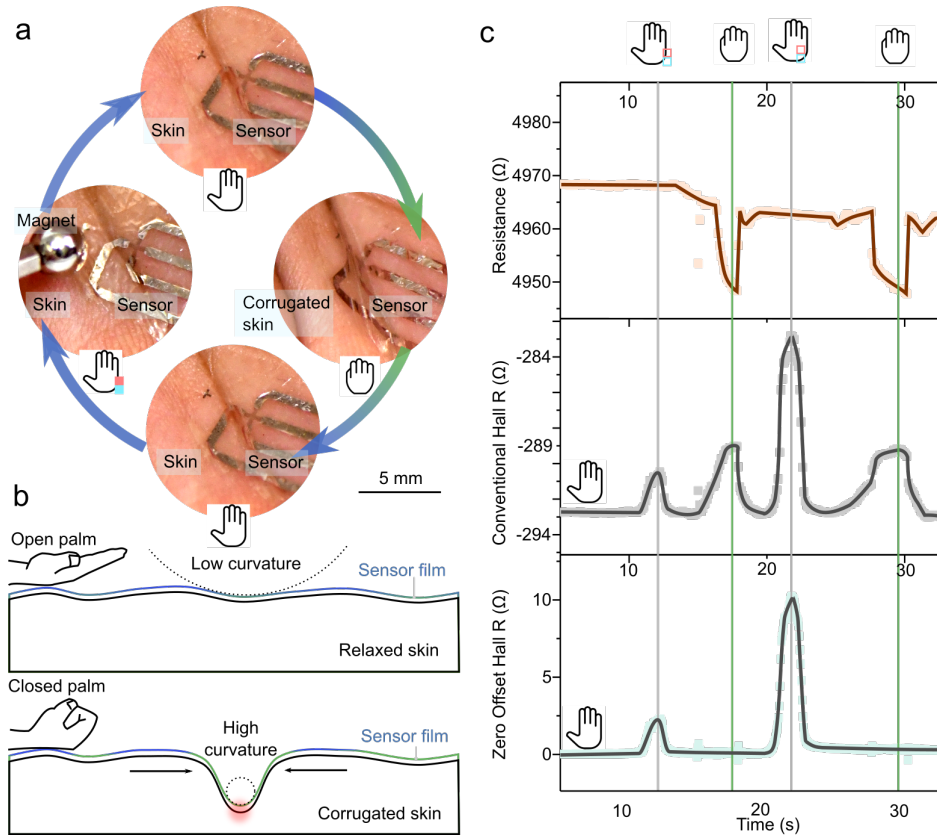 a
Skin
Sensor
Magnet
Skin
Sensor
Corrugated
skin
Sensor
Skin
Sensor
5 mm
b
Open palm
Low curvature
Sensor film
Relaxed skin
Closed palm
High
curvature
Sensor film
Corrugated skin
c
10 20 30
4980
4970
4960
4950
Resistance (Ω)
-284
-289
-294
Conventional Hall R (Ω)
10 20 30
10
5
0
Zero Offset Hall R (Ω)
10 20 30
Time (s)